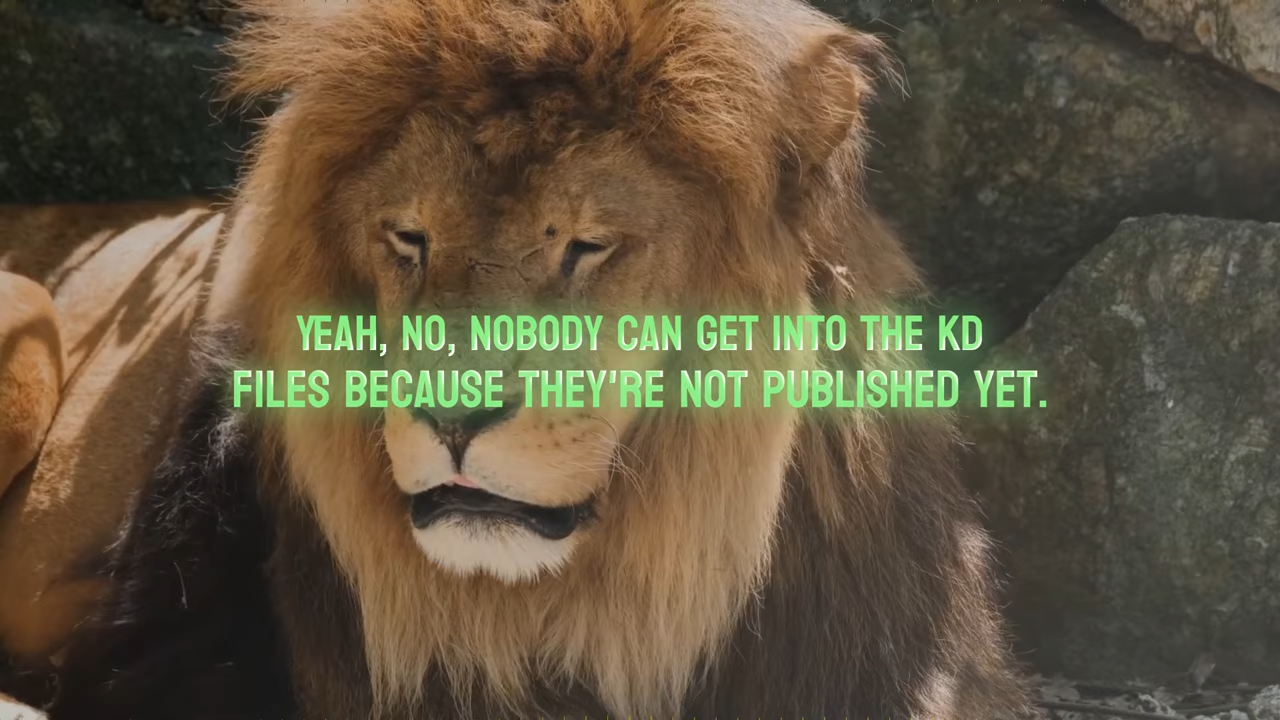 YEAH, NO, NOBODY CAN GET INTO THE KD
FILES BECAUSE THEY'RE NOT PUBLISHED YET.